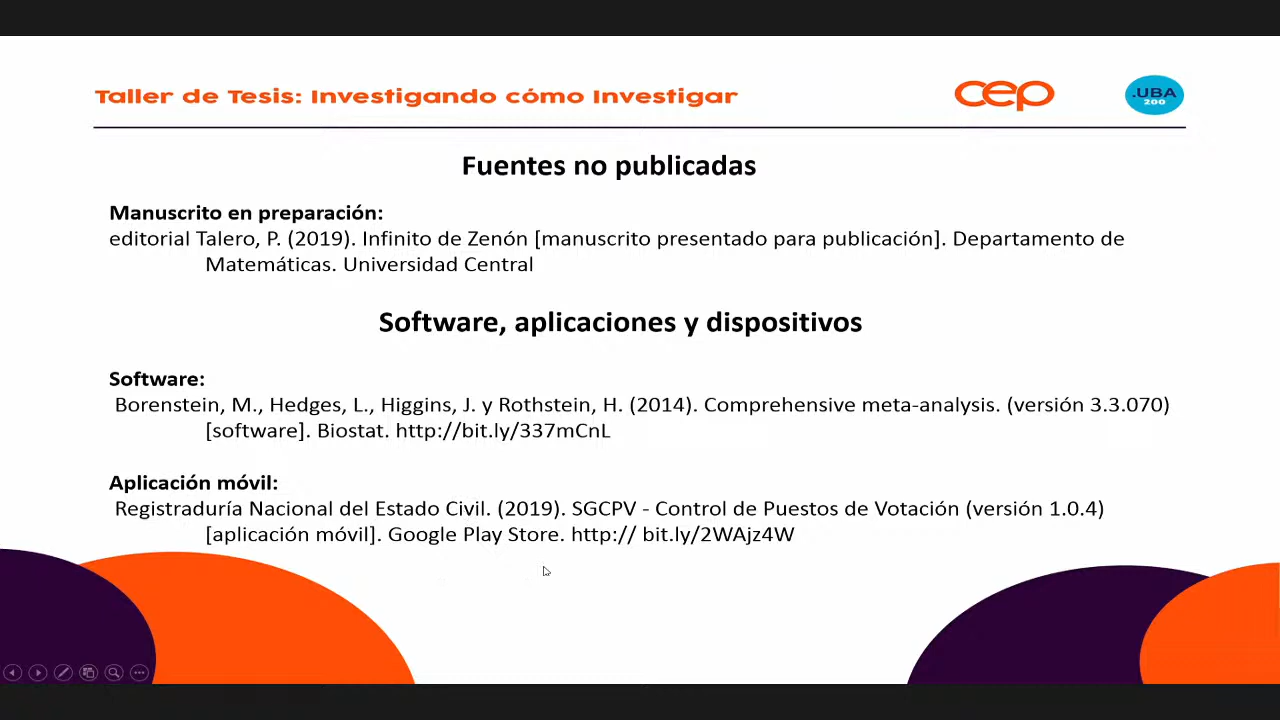 Taller de Tesis: Investigando cómo Investigar
cep
.UBA
200
Fuentes no publicadas
Manuscrito en preparación:
editorial Talero, P. (2019). Infinito de Zenón [manuscrito presentado para publicación]. Departamento de
Matemáticas. Universidad Central
Software, aplicaciones y dispositivos
Software:
Borenstein, M., Hedges, L., Higgins, J. y Rothstein, H. (2014). Comprehensive meta-analysis. (versión 3.3.070)
[software]. Biostat. http://bit.ly/337mCnL
Aplicación móvil:
Registraduría Nacional del Estado Civil. (2019). SGCPV - Control de Puestos de Votación (versión 1.0.4)
[aplicación móvil]. Google Play Store. http:// bit.ly/2WAjz4W